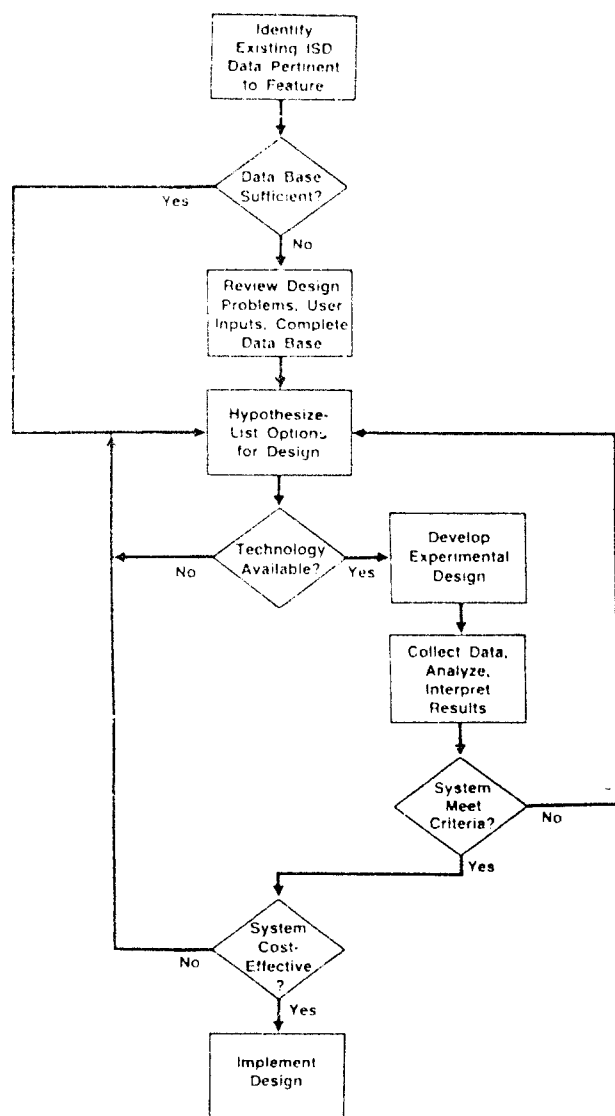 Identify
Existing ISD
Data Pertinent
to Feature
Data Base
Sufficient?
Yes
No
Review Design
Problems, User
Inputs, Complete
Data Base
Hypothesize-
List Options
for Design
Technology
Available?
No
Yes
Develop
Experimental
Design
Collect Data,
Analyze,
Interpret
Results
System
Meet
Criteria?
No
Yes
System
Cost-
Effective
?
No
Yes
Implement
Design